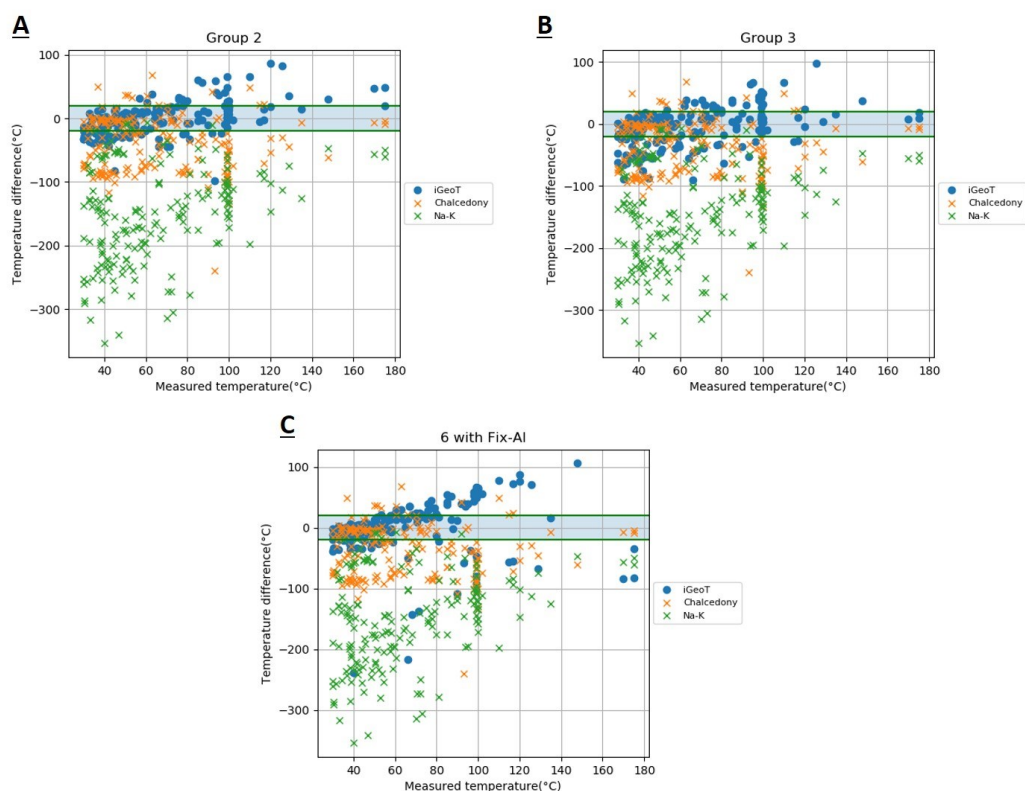 A
Group 2
Temperature difference(°C)
100
0
−100
−200
−300
40
60
80
100
120
140
160
180
Measured temperature(°C)
iGeoT
Chalcedony
Na-K
B
Group 3
Temperature difference(°C)
100
0
−100
−200
−300
40
60
80
100
120
140
160
180
Measured temperature(°C)
iGeoT
Chalcedony
Na-K
C
6 with Fix-Al
Temperature difference(°C)
100
0
−100
−200
−300
40
60
80
100
120
140
160
180
Measured temperature(°C)
iGeoT
Chalcedony
Na-K